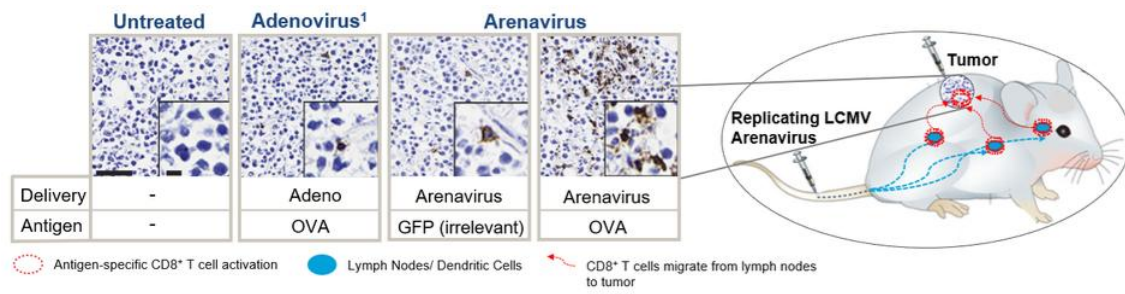 Untreated
Adenovirus¹
Arenavirus
Tumor
Replicating LCMV
Arenavirus
Delivery - Adeno Arenavirus Arenavirus
Antigen - OVA GFP (irrelevant) OVA
Antigen-specific CD8⁺ T cell activation
Lymph Nodes/ Dendritic Cells
CD8⁺ T cells migrate from lymph nodes
to tumor